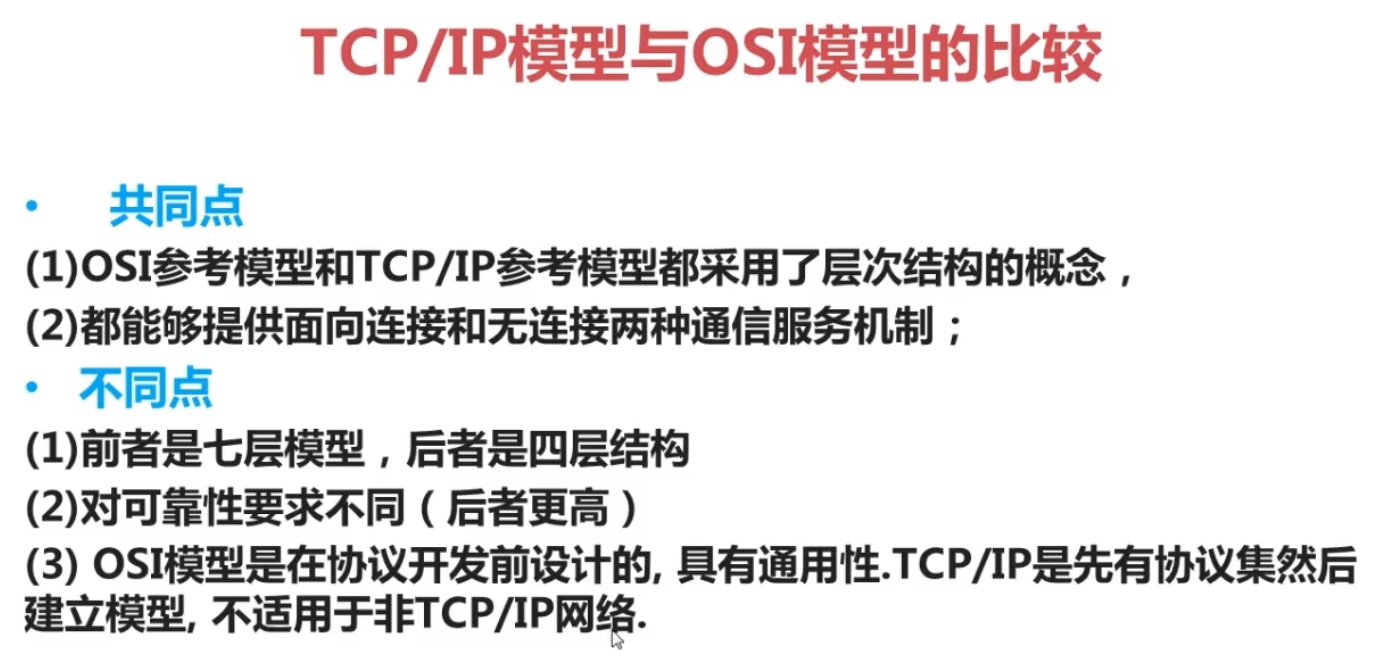 TCP/IP模型与OSI模型的比较
• 共同点
(1)OSI参考模型和TCP/IP参考模型都采用了层次结构的概念，
(2)都能够提供面向连接和无连接两种通信服务机制；
• 不同点
(1)前者是七层模型，后者是四层结构
(2)对可靠性要求不同（后者更高）
(3) OSI模型是在协议开发前设计的, 具有通用性.TCP/IP是先有协议集然后
建立模型, 不适用于非TCP/IP网络.